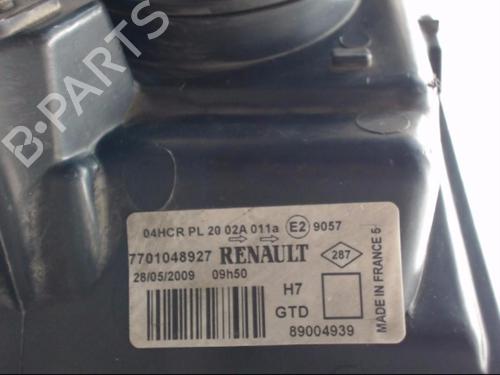 B-PARTS
04HCR PL 20 02A 011a E2 9057
7701048927 RENAULT 287
28/05/2009 09h50
H7
GTD
89004939
MADE IN FRANCE 5